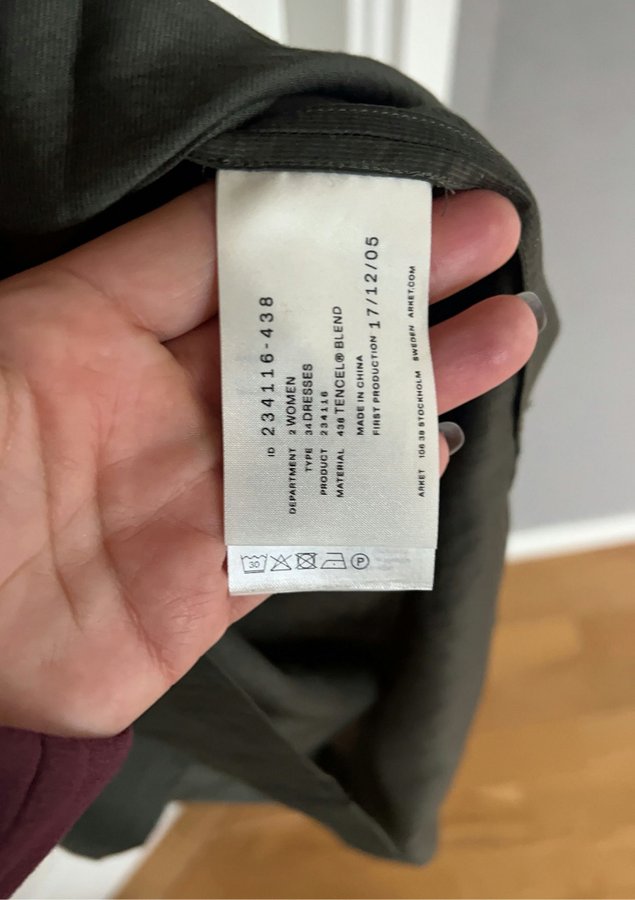 ID 234116-438
DEPARTMENT 2 WOMEN
TYPE 34 DRESSES
PRODUCT 234116
MATERIAL 438 TENCEL® BLEND
MADE IN CHINA
FIRST PRODUCTION 17/12/05
ARKET 106 38 STOCKHOLM SWEDEN ARKET.COM
30 P